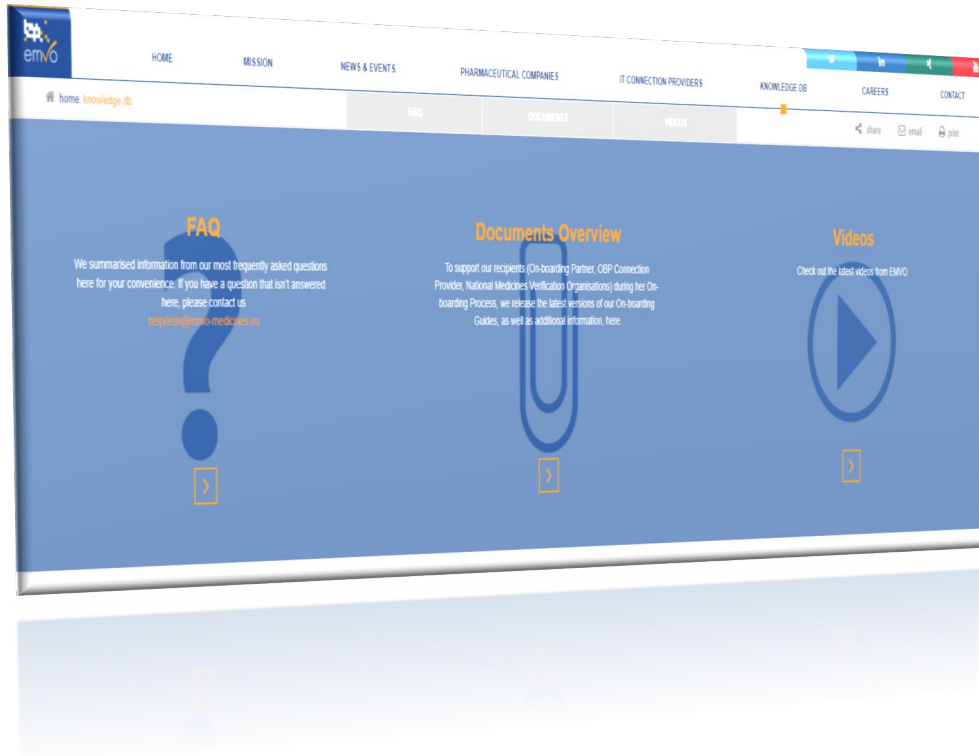 emvo
HOME
MISSION
NEWS & EVENTS
PHARMACEUTICAL COMPANIES
IT CONNECTION PROVIDERS
KNOWLEDGE DB
CAREERS
CONTACT
home: knowledge db
FAQ
DOCUMENTS
VIDEOS
share
email
print
FAQ
We summarised information from our most frequently asked questions
here for your convenience. If you have a question that isn't answered
here, please contact us
helpdesk@emvo-medicines.eu
Documents Overview
To support our recipients (On-boarding Partner, OBP Connection
Provider, National Medicines Verification Organisations) during her On-
boarding Process, we release the latest versions of our On-boarding
Guides, as well as additional information, here.
Videos
Check out the latest videos from EMVO